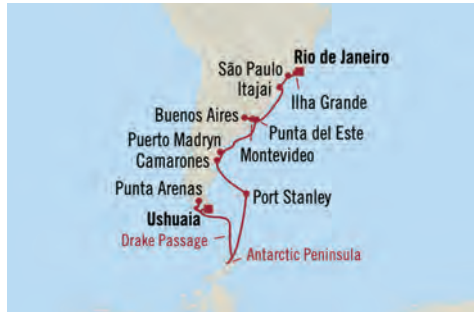 Rio de Janeiro
São Paulo
Itajai
Ilha Grande
Buenos Aires
Punta del Este
Montevideo
Puerto Madryn
Camarones
Punta Arenas
Port Stanley
Ushuaia
Drake Passage
Antarctic Peninsula